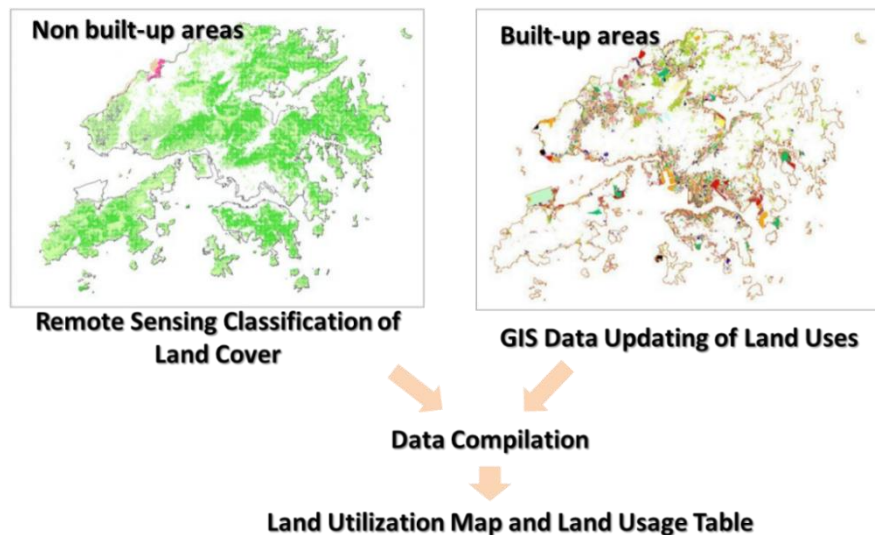 Non built-up areas
Built-up areas
Remote Sensing Classification of
Land Cover
GIS Data Updating of Land Uses
Data Compilation
Land Utilization Map and Land Usage Table